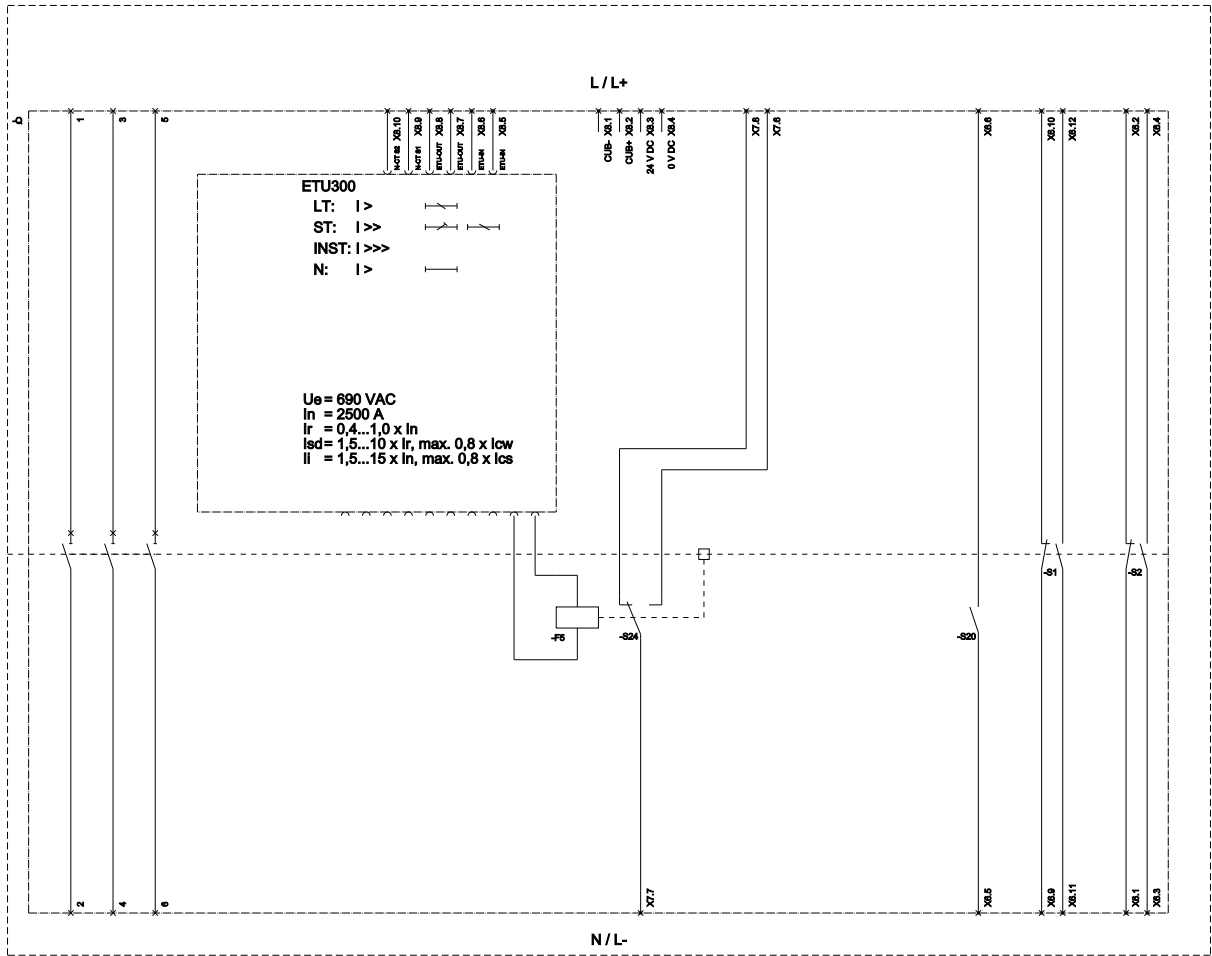 L / L+
-Q
1
3
5
N-CT S2 X8.10
N-CT S1 X8.9
ETU-OUT X8.8
ETU-OUT X8.7
ETU-IN X8.6
ETU-IN X8.5
CUB- X8.1
CUB+ X8.2
24 V DC X8.3
0 V DC X8.4
X7.8
X7.6
X6.6
X6.10
X6.12
X6.2
X6.4
ETU300
LT: I >
ST: I >>
INST: I >>>
N: I >
Ue = 690 VAC
In = 2500 A
Ir = 0,4...1,0 x In
Isd = 1,5...10 x Ir, max. 0,8 x Icw
Ii = 1,5...15 x In, max. 0,8 x Ics
-S1
-S2
-F5
-S24
-S20
2
4
6
X7.7
X6.5
X6.9
X6.11
X6.1
X6.3
N / L-